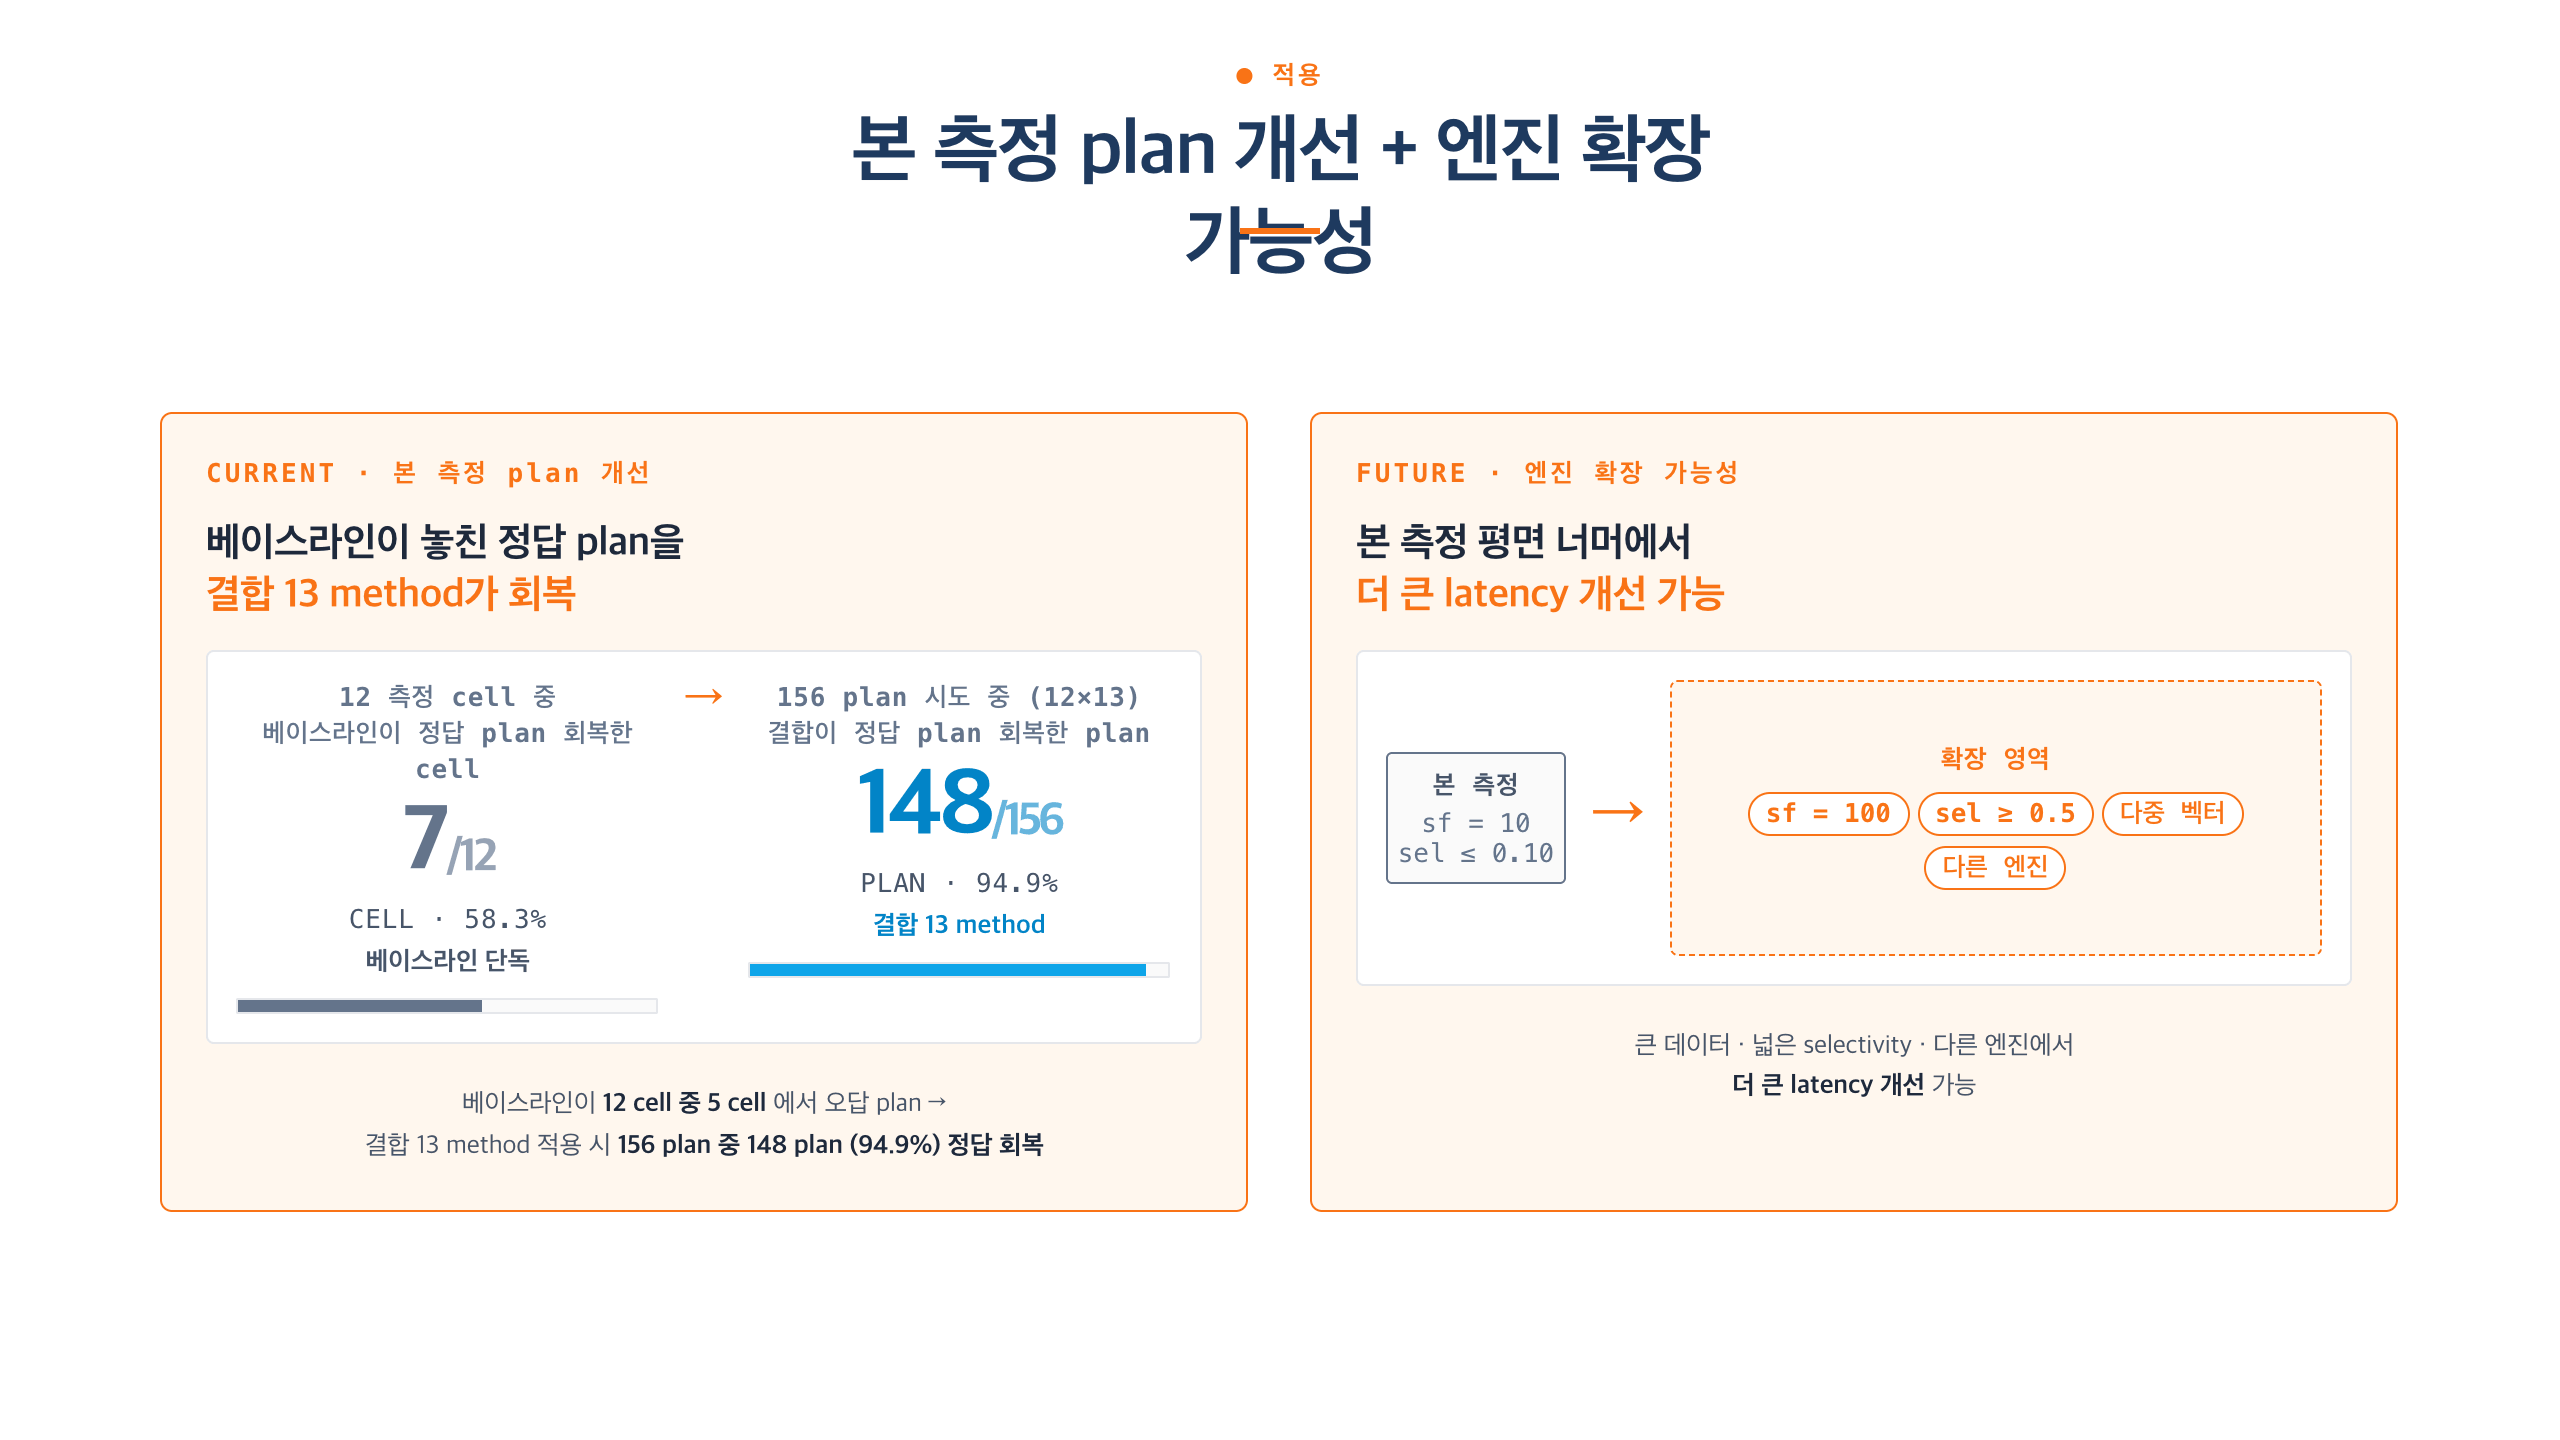 ● 적용
본 측정 plan 개선 + 엔진 확장
가능성
CURRENT · 본 측정 plan 개선
베이스라인이 놓친 정답 plan을
결합 13 method가 회복
12 측정 cell 중
베이스라인이 정답 plan 회복한
cell
7/12
CELL · 58.3%
베이스라인 단독
→
156 plan 시도 중 (12×13)
결합이 정답 plan 회복한 plan
148/156
PLAN · 94.9%
결합 13 method
베이스라인이 12 cell 중 5 cell 에서 오답 plan →
결합 13 method 적용 시 156 plan 중 148 plan (94.9%) 정답 회복
FUTURE · 엔진 확장 가능성
본 측정 평면 너머에서
더 큰 latency 개선 가능
본 측정
sf = 10
sel ≤ 0.10
→
확장 영역
sf = 100 sel ≥ 0.5 다중 벡터
다른 엔진
큰 데이터 · 넓은 selectivity · 다른 엔진에서
더 큰 latency 개선 가능